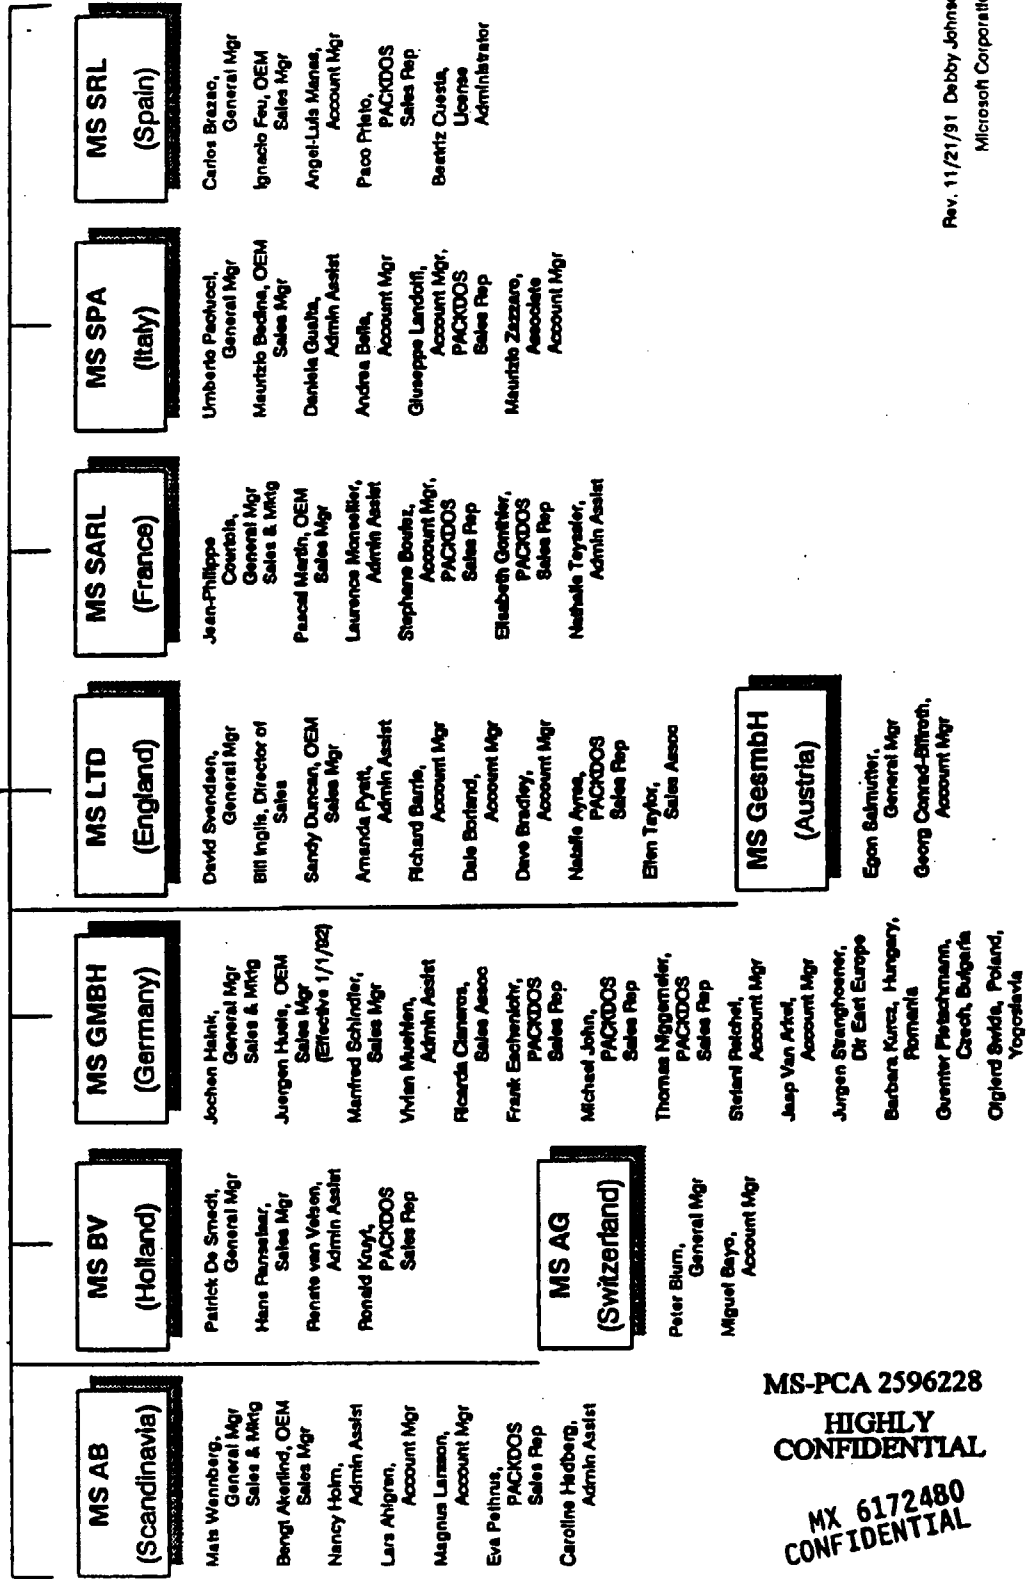 MS AB
(Scandinavia)
Mats Wennberg,
General Mgr
Sales & Mktg
Bengt Akerlind, OEM
Sales Mgr
Nancy Holm,
Admin Assist
Lars Ahlgren,
Account Mgr
Magnus Larsson,
Account Mgr
Eva Pethrus,
PACKDOS
Sales Rep
Caroline Hedberg,
Admin Assist
MS BV
(Holland)
Patrick De Smedt,
General Mgr
Hans Ranselaar,
Sales Mgr
Renate van Velsen,
Admin Assist
Ronald Kruyt,
PACKDOS
Sales Rep
MS AG
(Switzerland)
Peter Blum,
General Mgr
Miguel Bayo,
Account Mgr
MS GMBH
(Germany)
Jochen Haink,
General Mgr
Sales & Mktg
Juergen Huels, OEM
Sales Mgr
(Effective 1/1/92)
Manfred Schindler,
Sales Mgr
Vivian Muehlen,
Admin Assist
Ricarda Cisneros,
Sales Assoc
Frank Eschenlohr,
PACKDOS
Sales Rep
Michael John,
PACKDOS
Sales Rep
Thomas Niggemeier,
PACKDOS
Sales Rep
Stefani Reichel,
Account Mgr
Jaap Van Arkel,
Account Mgr
Jurgen Stranghoener,
Dir East Europe
Barbara Kurcz, Hungary,
Romania
Guenter Pletschmann,
Czech, Bulgaria
Olgierd Swida, Poland,
Yogoslavia
MS LTD
(England)
David Svendsen,
General Mgr
Bill Inglis, Director of
Sales
Sandy Duncan, OEM
Sales Mgr
Amanda Pyatt,
Admin Assist
Richard Barrie,
Account Mgr
Dale Borland,
Account Mgr
Dave Bradley,
Account Mgr
Natalie Ayres,
PACKDOS
Sales Rep
Ellen Taylor,
Sales Assoc
MS GesmbH
(Austria)
Egon Salmutter,
General Mgr
Georg Conrad-Billroth,
Account Mgr
MS SARL
(France)
Jean-Philippe
Courtois,
General Mgr
Sales & Mktg
Pascal Martin, OEM
Sales Mgr
Laurence Monseillier,
Admin Assist
Stephane Boulez,
Account Mgr,
PACKDOS
Sales Rep
Elisabeth Gonthier,
PACKDOS
Sales Rep
Nathalie Teyssier,
Admin Assist
MS SPA
(Italy)
Umberto Paolucci,
General Mgr
Maurizio Bedina, OEM
Sales Mgr
Daniela Gualta,
Admin Assist
Andrea Bella,
Account Mgr
Giuseppe Landolfi,
Account Mgr,
PACKDOS
Sales Rep
Maurizio Zazzaro,
Associate
Account Mgr
MS SRL
(Spain)
Carlos Brazao,
General Mgr
Ignacio Feu, OEM
Sales Mgr
Angel-Luis Manas,
Account Mgr
Paco Prieto,
PACKDOS
Sales Rep
Beatriz Cuesta,
License
Administrator
Rev. 11/21/91 Debby Johnso
Microsoft Corporatio
MS-PCA 2596228
HIGHLY
CONFIDENTIAL
MX 6172480
CONFIDENTIAL